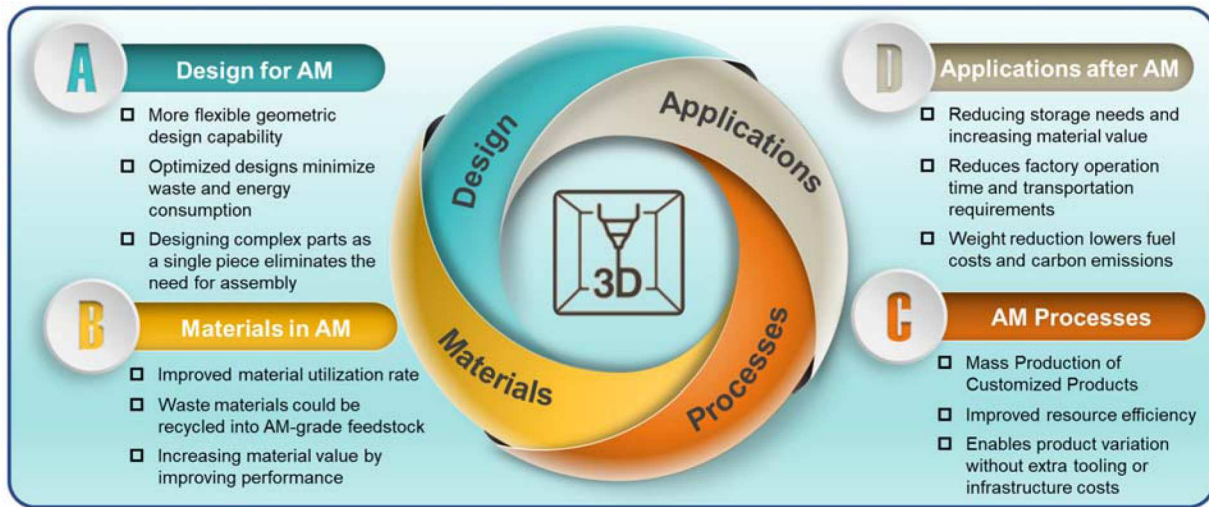 A
Design for AM
More flexible geometric
design capability
Optimized designs minimize
waste and energy
consumption
Designing complex parts as
a single piece eliminates the
need for assembly
B
Materials in AM
Improved material utilization rate
Waste materials could be
recycled into AM-grade feedstock
Increasing material value by
improving performance
Design
Applications
Materials
Processes
3D
D
Applications after AM
Reducing storage needs and
increasing material value
Reduces factory operation
time and transportation
requirements
Weight reduction lowers fuel
costs and carbon emissions
C
AM Processes
Mass Production of
Customized Products
Improved resource efficiency
Enables product variation
without extra tooling or
infrastructure costs